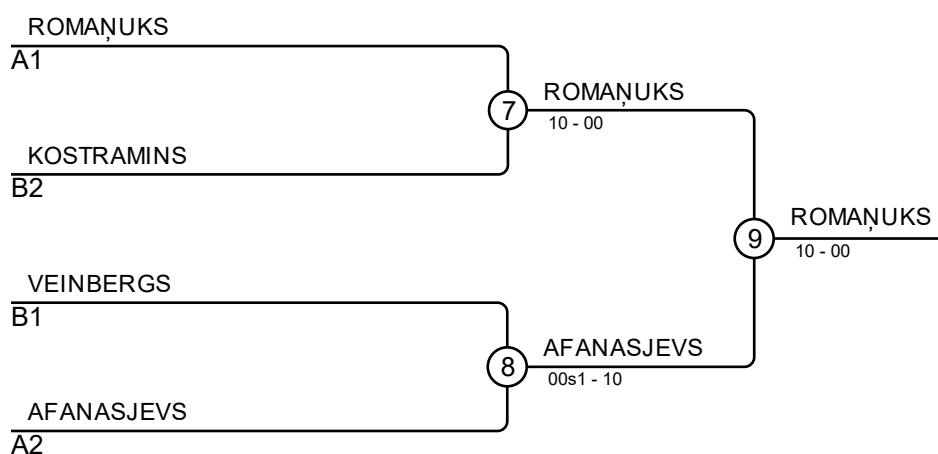 ROMAŅUKS
A1
7
ROMAŅUKS
10 - 00
KOSTRAMINS
B2
9
ROMAŅUKS
10 - 00
VEINBERGS
B1
8
AFANASJEVS
00s1 - 10
AFANASJEVS
A2